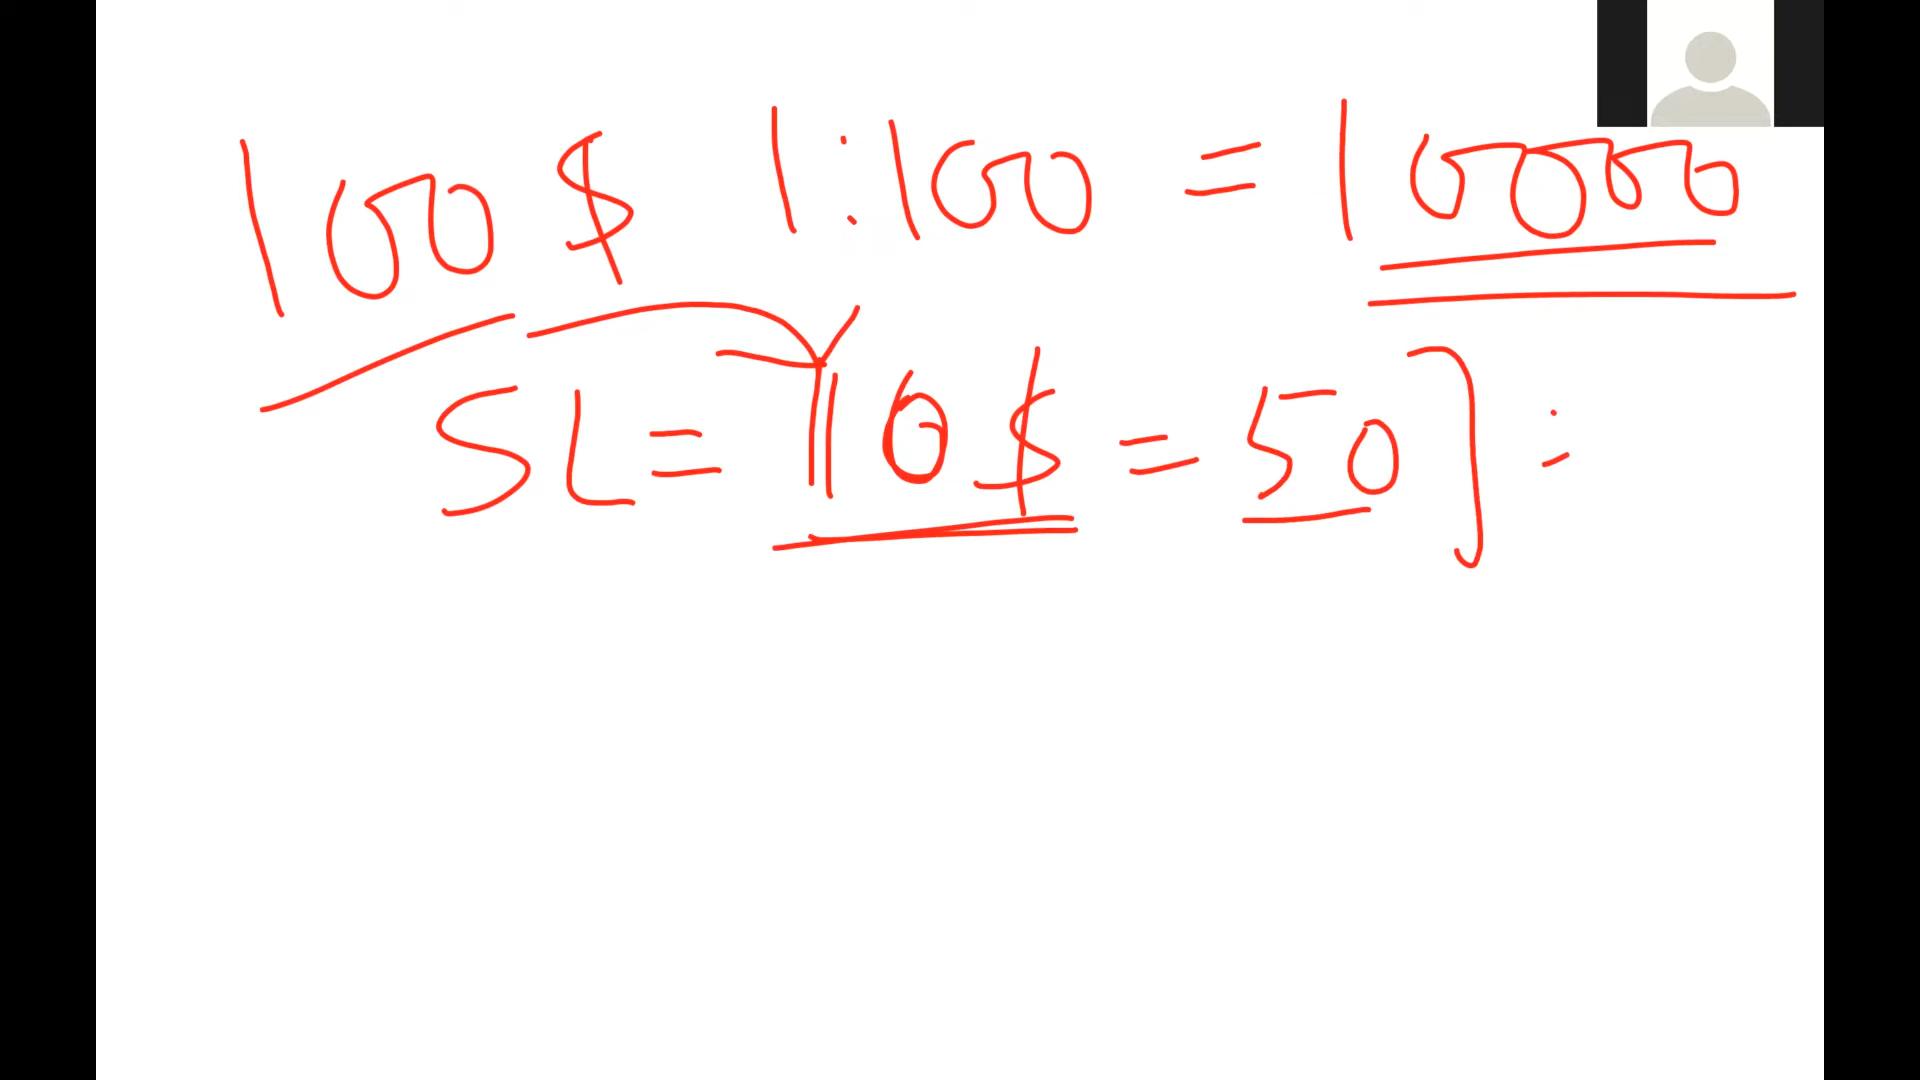 100 $ 1:100 = 10000
SL = 10 $ = 50 ] :